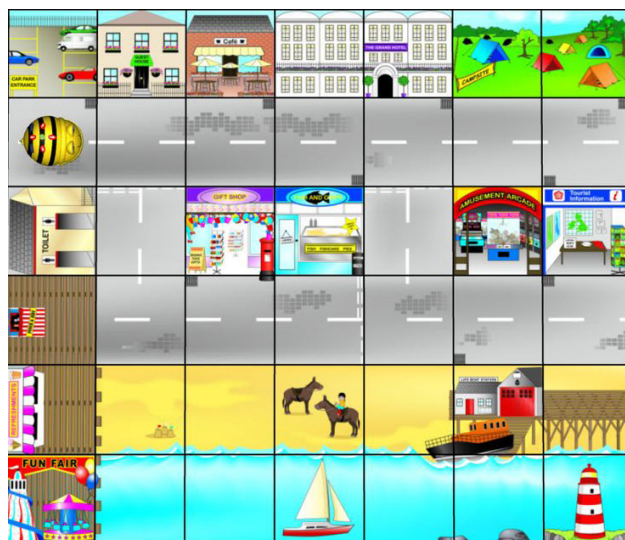 CAR PARK
ENTRANCE
GUEST
HOUSE
Café
THE GRAND HOTEL
CAMPSITE
TOILET
GIFT SHOP
AMUSEMENT ARCADE
Tourist
Information
i
REFRESHMENTS
LIFE BOAT STATION
FUN FAIR